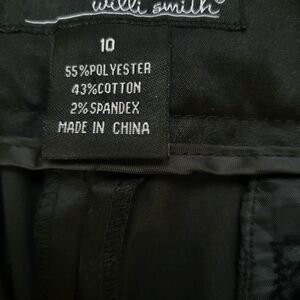 willi smith®
10
55%POLYESTER
43%COTTON
2%SPANDEX
MADE IN CHINA